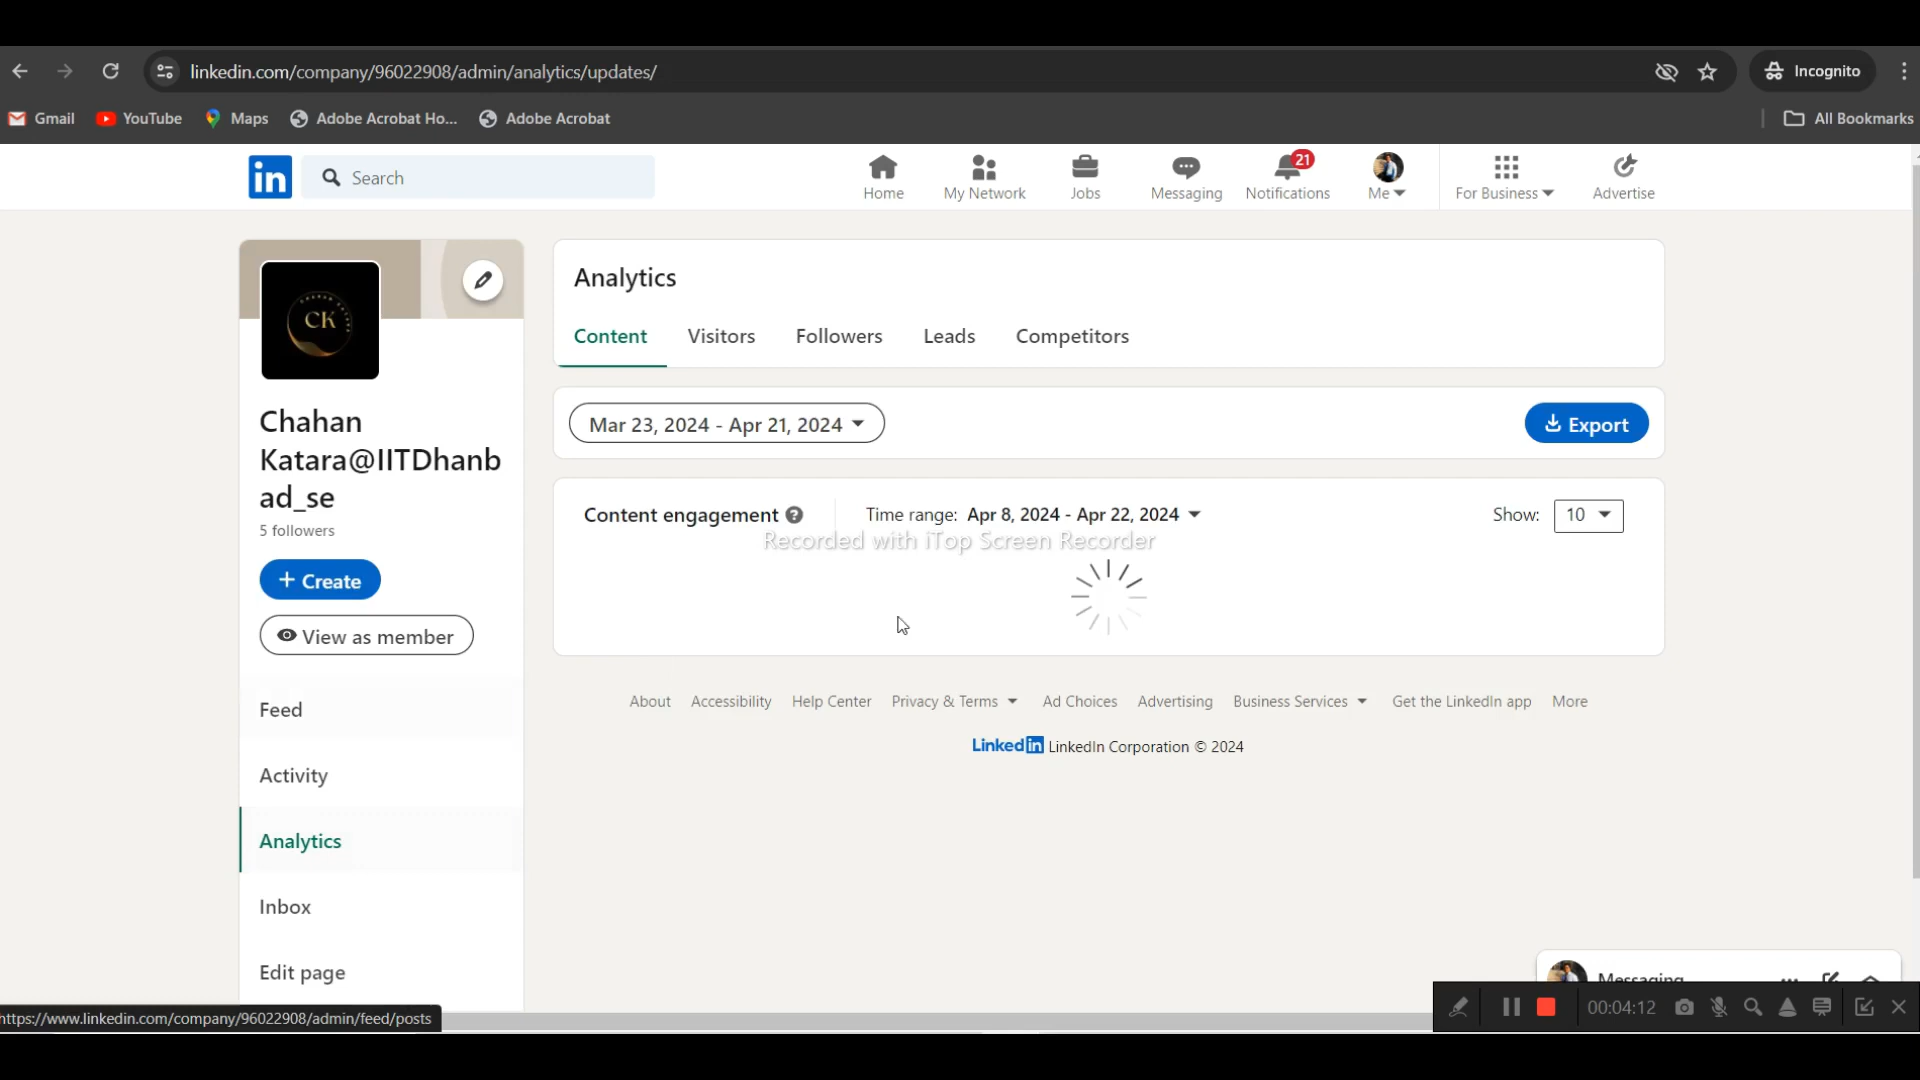 linkedin.com/company/96022908/admin/analytics/updates/
Incognito
Gmail
YouTube
Maps
Adobe Acrobat Ho...
Adobe Acrobat
All Bookmarks
in
Search
Home
My Network
Jobs
Messaging
21
Notifications
Me
For Business
Advertise
CK
Chahan
Katara@IITDhanb
ad_se
5 followers
+ Create
View as member
Feed
Activity
Analytics
Inbox
Edit page
Analytics
Content
Visitors
Followers
Leads
Competitors
Mar 23, 2024 - Apr 21, 2024
Export
Content engagement
Time range: Apr 8, 2024 - Apr 22, 2024
Show: 10
Recorded with iTop Screen Recorder
About
Accessibility
Help Center
Privacy & Terms
Ad Choices
Advertising
Business Services
Get the LinkedIn app
More
LinkedIn LinkedIn Corporation © 2024
Messaging
https://www.linkedin.com/company/96022908/admin/feed/posts
00:04:12